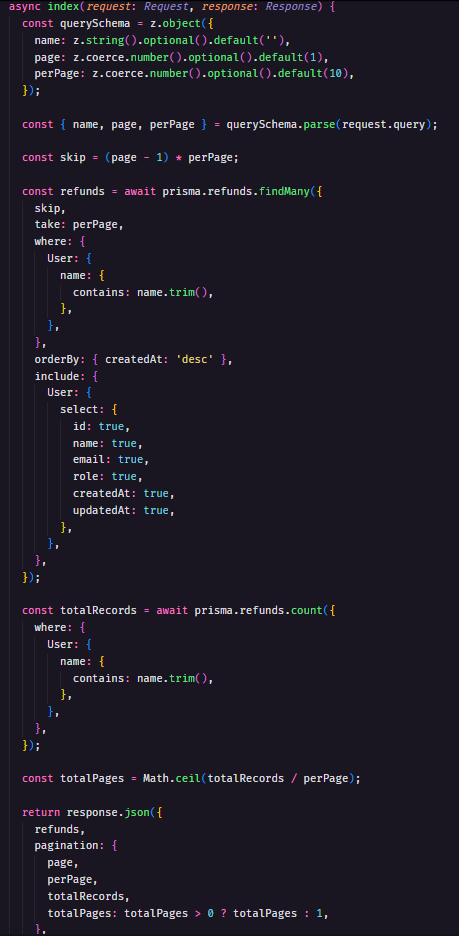 async index(request: Request, response: Response) {
const querySchema = z.object({
name: z.string().optional().default(''),
page: z.coerce.number().optional().default(1),
perPage: z.coerce.number().optional().default(10),
});
const { name, page, perPage } = querySchema.parse(request.query);
const skip = (page - 1) * perPage;
const refunds = await prisma.refunds.findMany({
skip,
take: perPage,
where: {
User: {
name: {
contains: name.trim(),
},
},
},
orderBy: { createdAt: 'desc' },
include: {
User: {
select: {
id: true,
name: true,
email: true,
role: true,
createdAt: true,
updatedAt: true,
},
},
},
});
const totalRecords = await prisma.refunds.count({
where: {
User: {
name: {
contains: name.trim(),
},
},
},
});
const totalPages = Math.ceil(totalRecords / perPage);
return response.json({
refunds,
pagination: {
page,
perPage,
totalRecords,
totalPages: totalPages > 0 ? totalPages : 1,
},